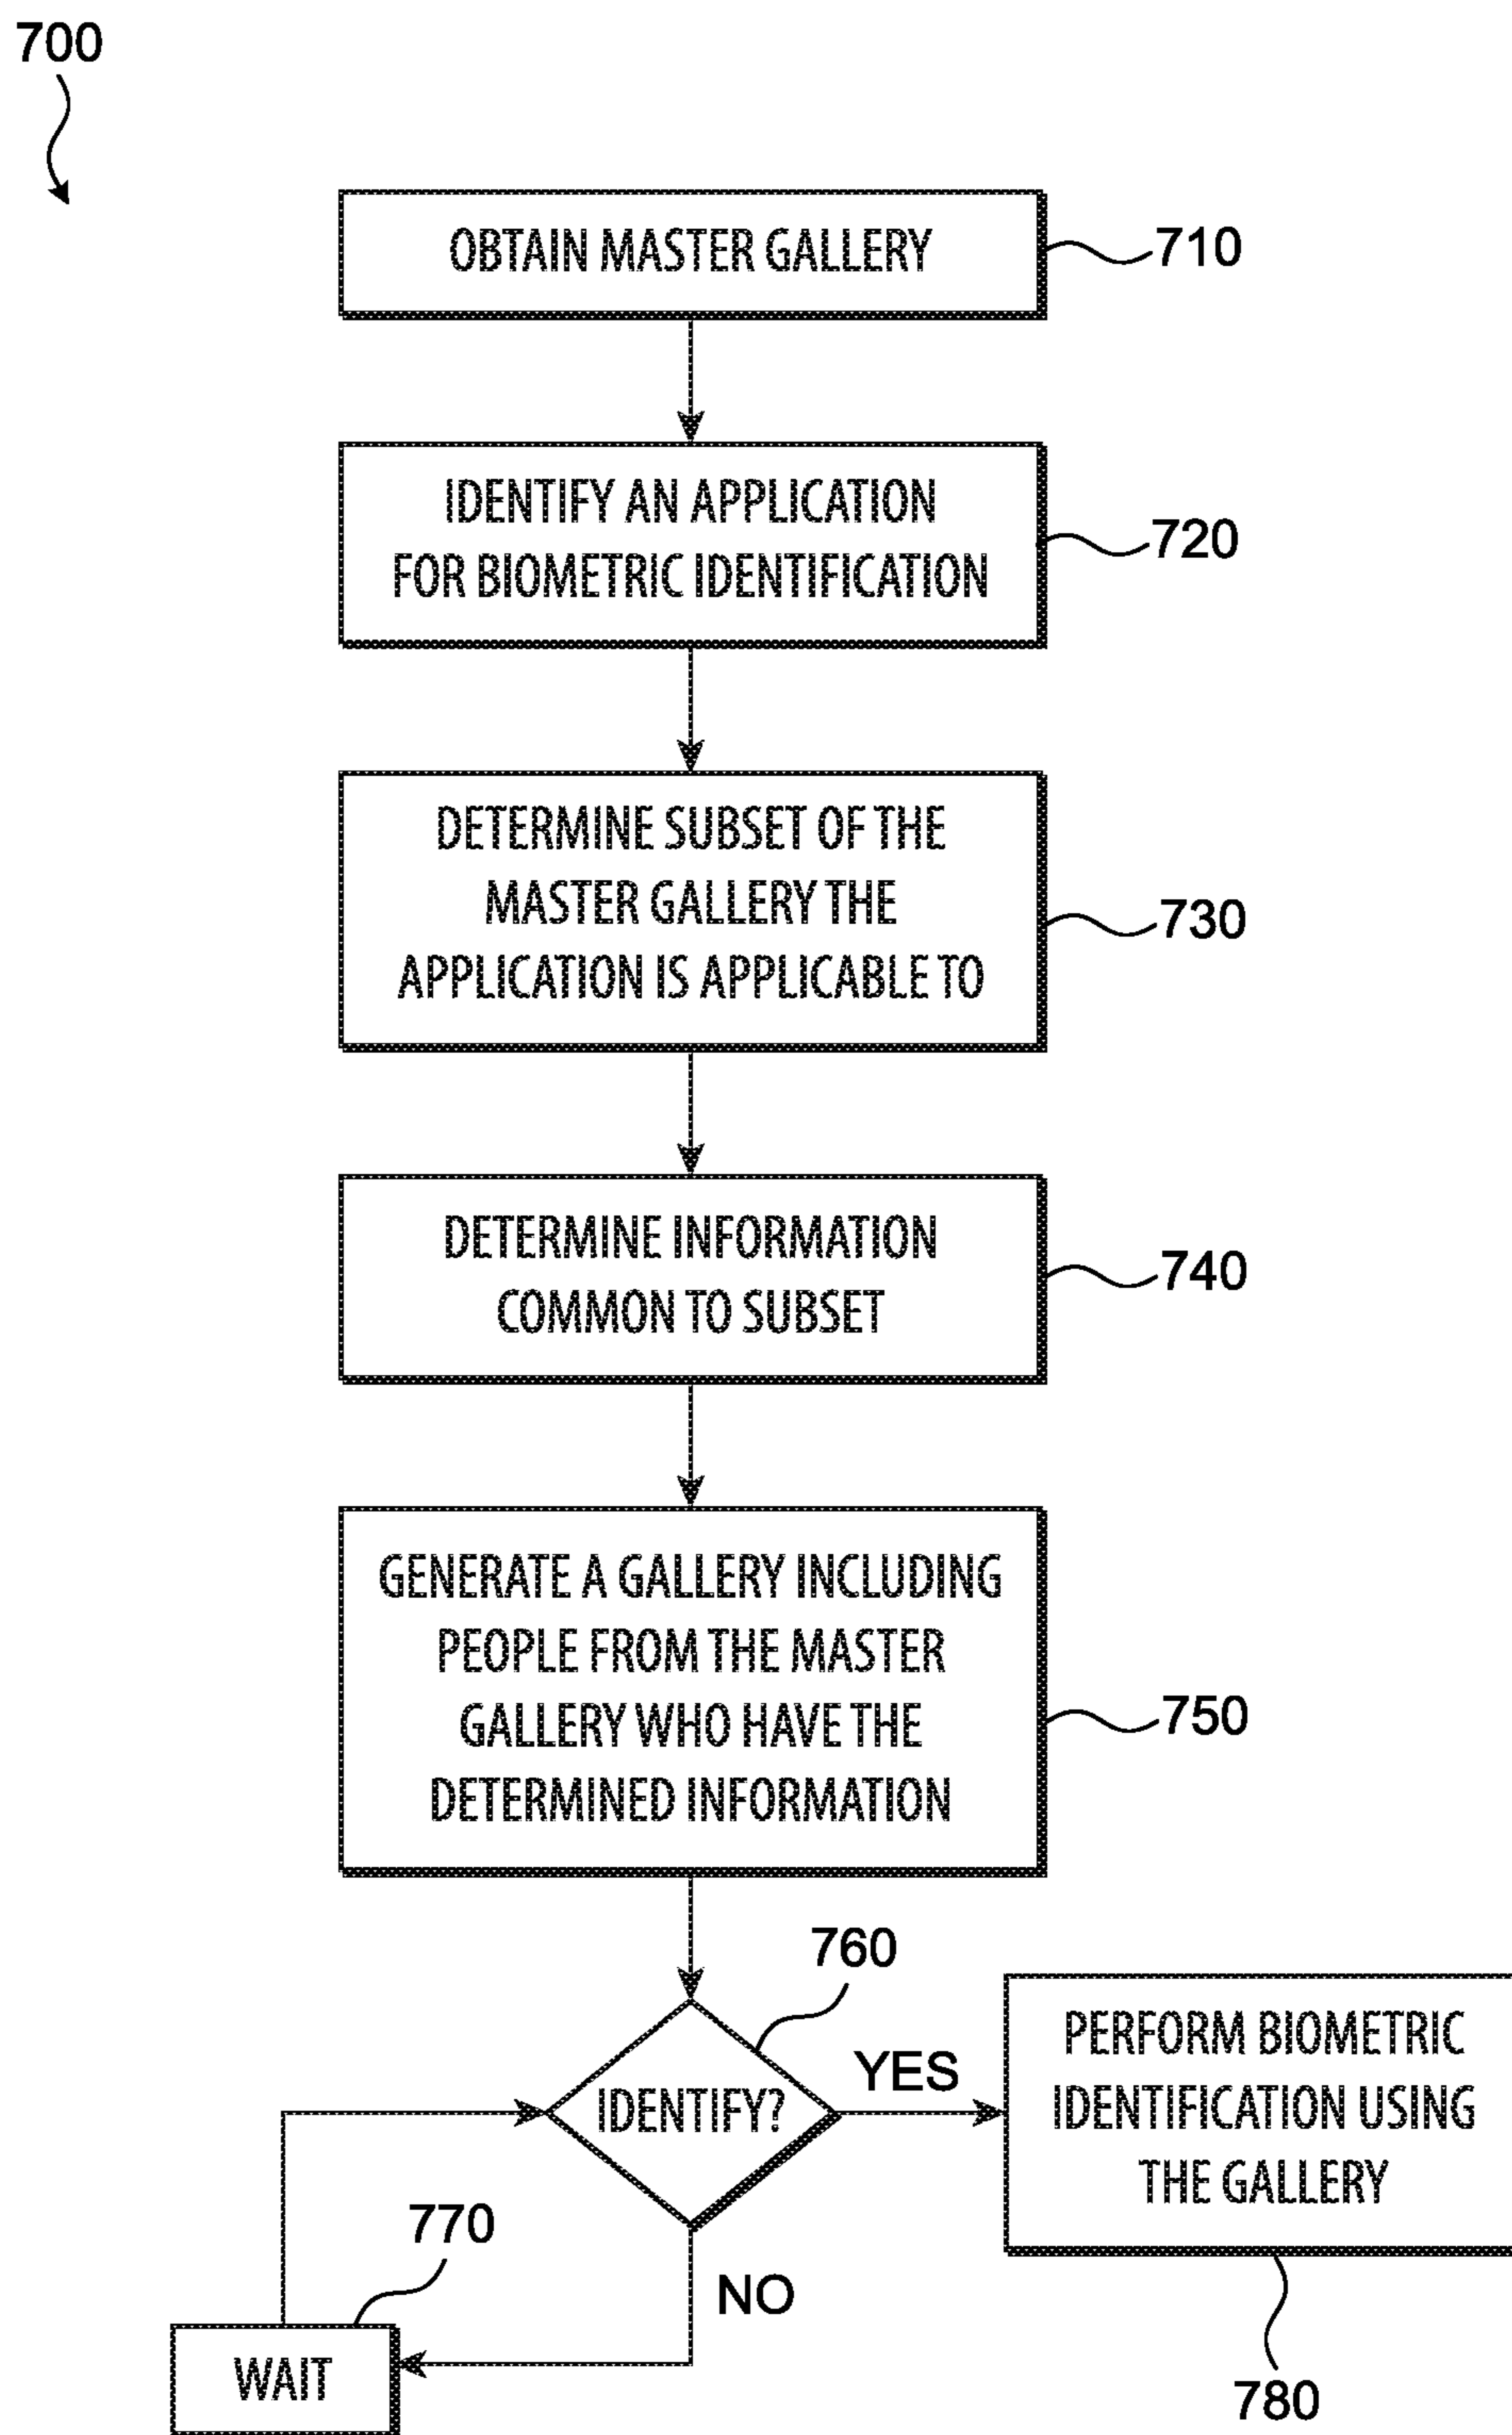 700
OBTAIN MASTER GALLERY
710
IDENTIFY AN APPLICATION
FOR BIOMETRIC IDENTIFICATION
720
DETERMINE SUBSET OF THE
MASTER GALLERY THE
APPLICATION IS APPLICABLE TO
730
DETERMINE INFORMATION
COMMON TO SUBSET
740
GENERATE A GALLERY INCLUDING
PEOPLE FROM THE MASTER
GALLERY WHO HAVE THE
DETERMINED INFORMATION
750
760
IDENTIFY?
YES
PERFORM BIOMETRIC
IDENTIFICATION USING
THE GALLERY
780
NO
770
WAIT